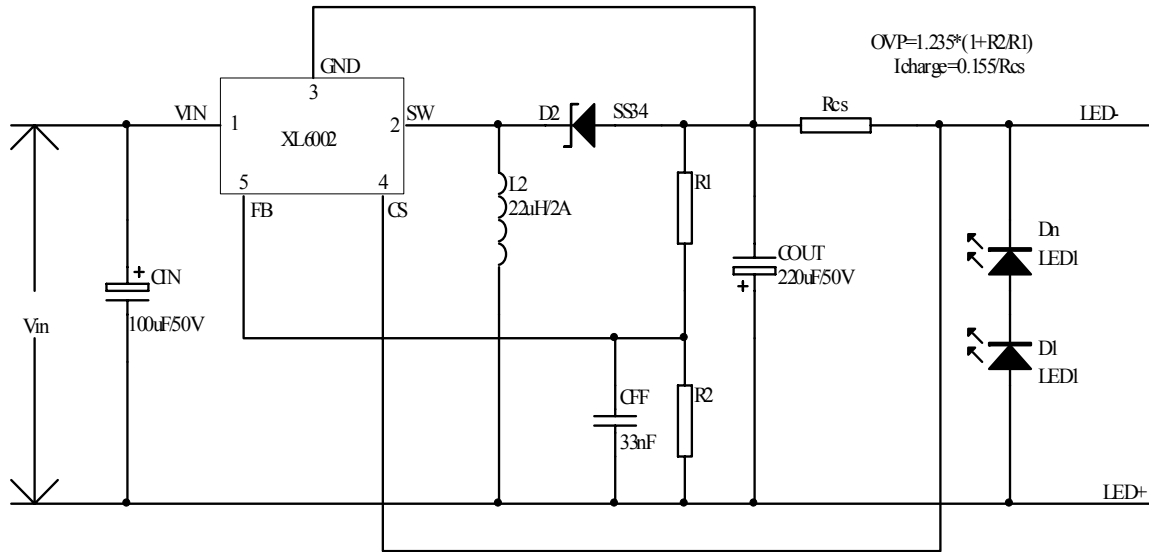 OVP=1.235*(1+R2/R1)
Icharge=0.155/Rcs
GND
3
VIN
1
XL6002
2
SW
5
4
FB
CS
D2
SS34
Rcs
LED-
L2
22uH/2A
R1
Dn
LED1
COUT
220uF/50V
CIN
100uF/50V
Vin
D1
LED1
CFF
33nF
R2
LED+